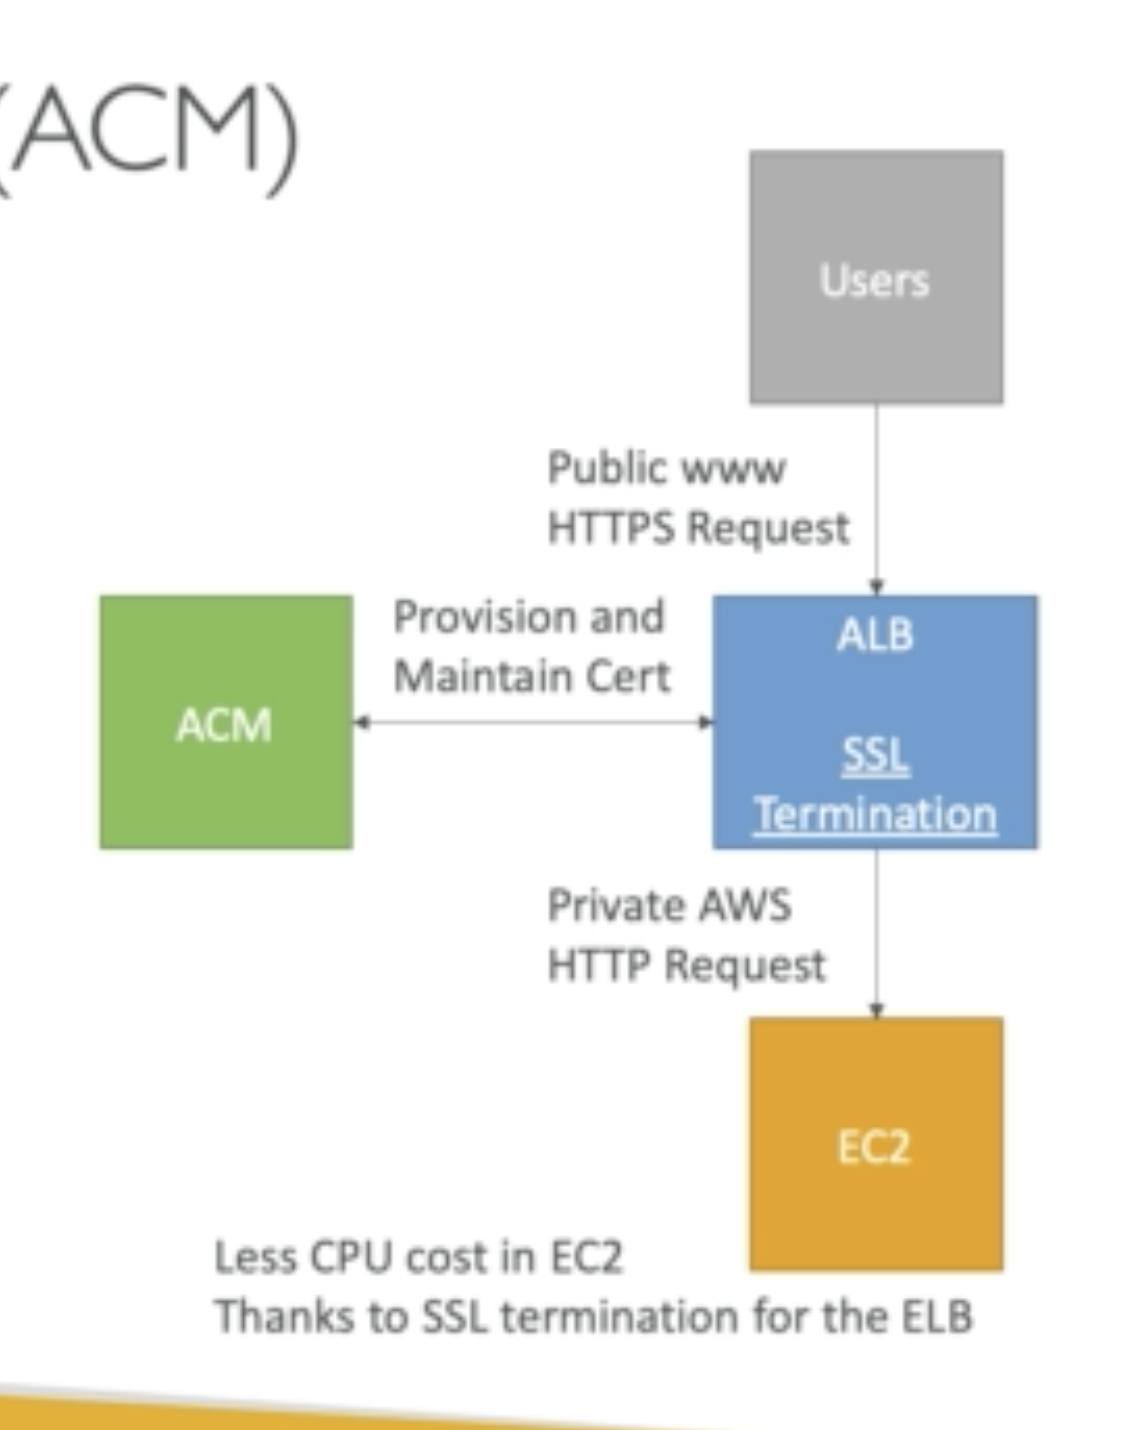 (ACM)
Users
Public www
HTTPS Request
Provision and
Maintain Cert
ACM
ALB
SSL
Termination
Private AWS
HTTP Request
EC2
Less CPU cost in EC2
Thanks to SSL termination for the ELB